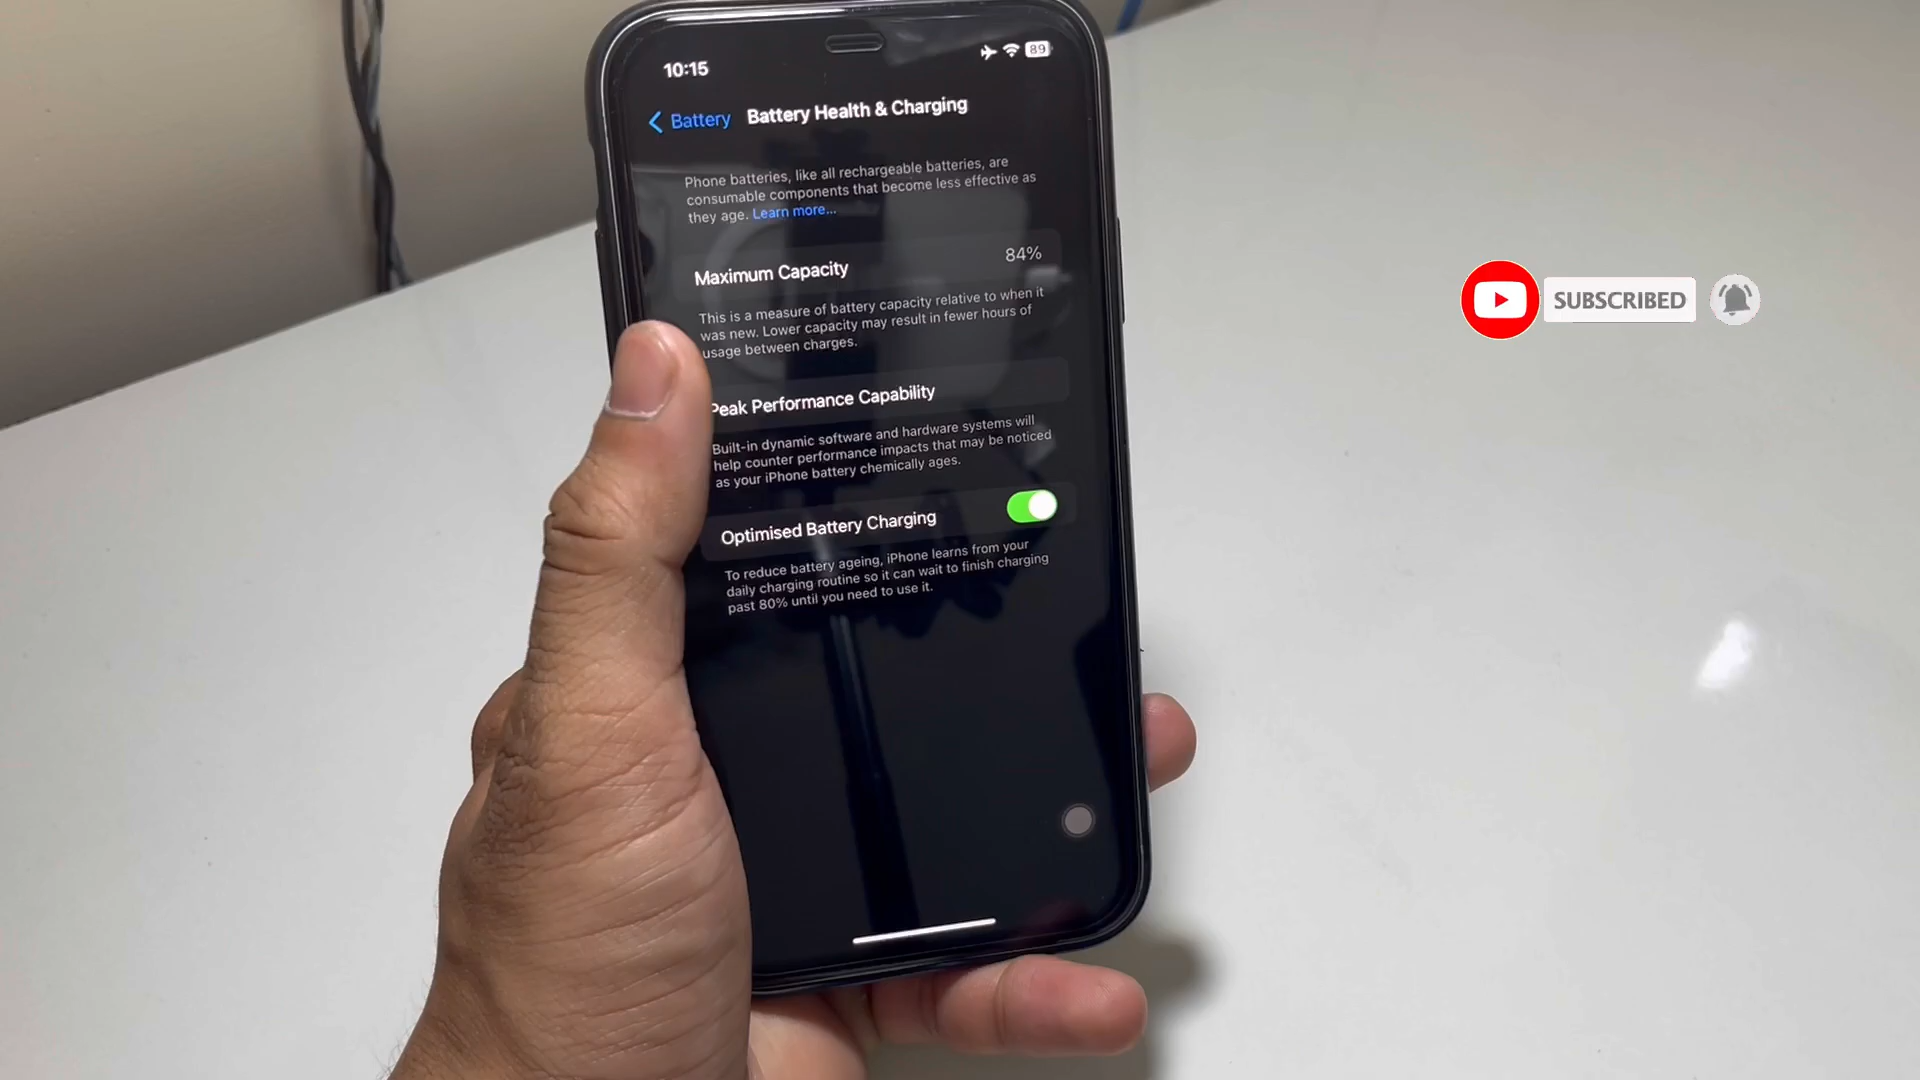 10:15
89
Battery
Battery Health & Charging
Phone batteries, like all rechargeable batteries, are
consumable components that become less effective as
they age. Learn more...
Maximum Capacity
84%
This is a measure of battery capacity relative to when it
was new. Lower capacity may result in fewer hours of
usage between charges.
Peak Performance Capability
Built-in dynamic software and hardware systems will
help counter performance impacts that may be noticed
as your iPhone battery chemically ages.
Optimised Battery Charging
To reduce battery ageing, iPhone learns from your
daily charging routine so it can wait to finish charging
past 80% until you need to use it.
SUBSCRIBED